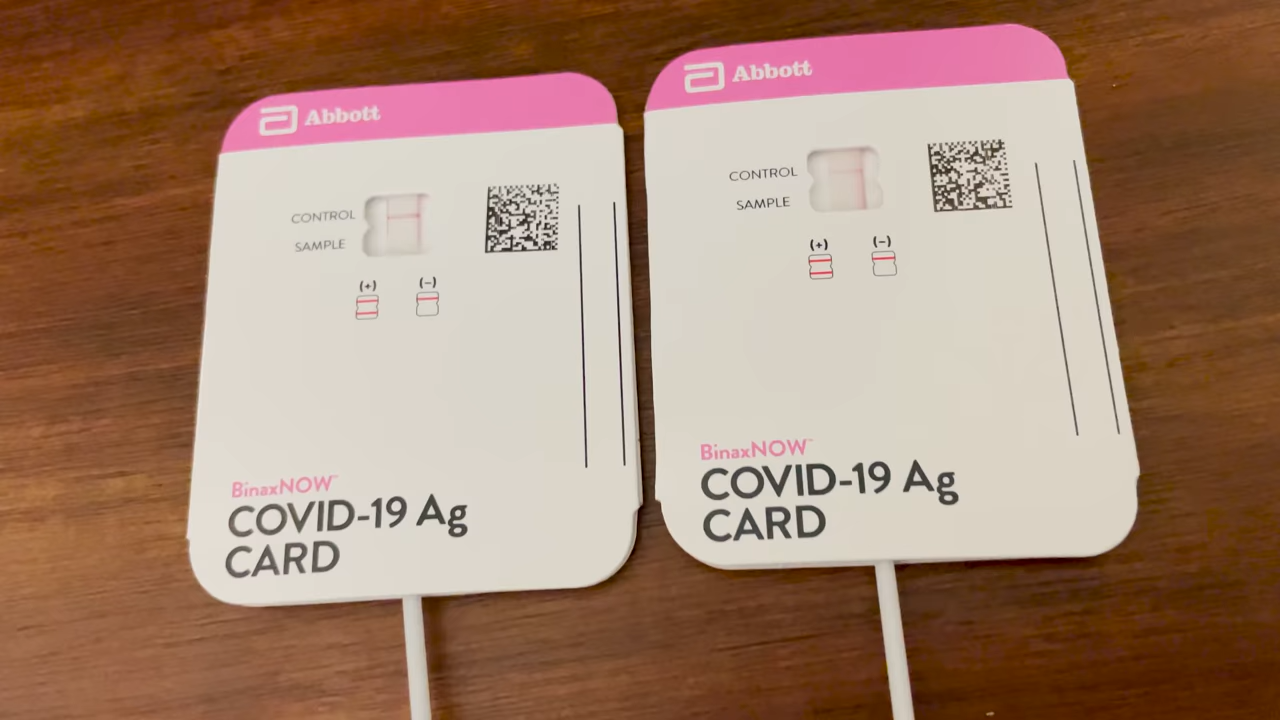 Abbott
CONTROL
SAMPLE
(+) (-)
BinaxNOW™
COVID-19 Ag
CARD
Abbott
CONTROL
SAMPLE
(+) (-)
BinaxNOW™
COVID-19 Ag
CARD